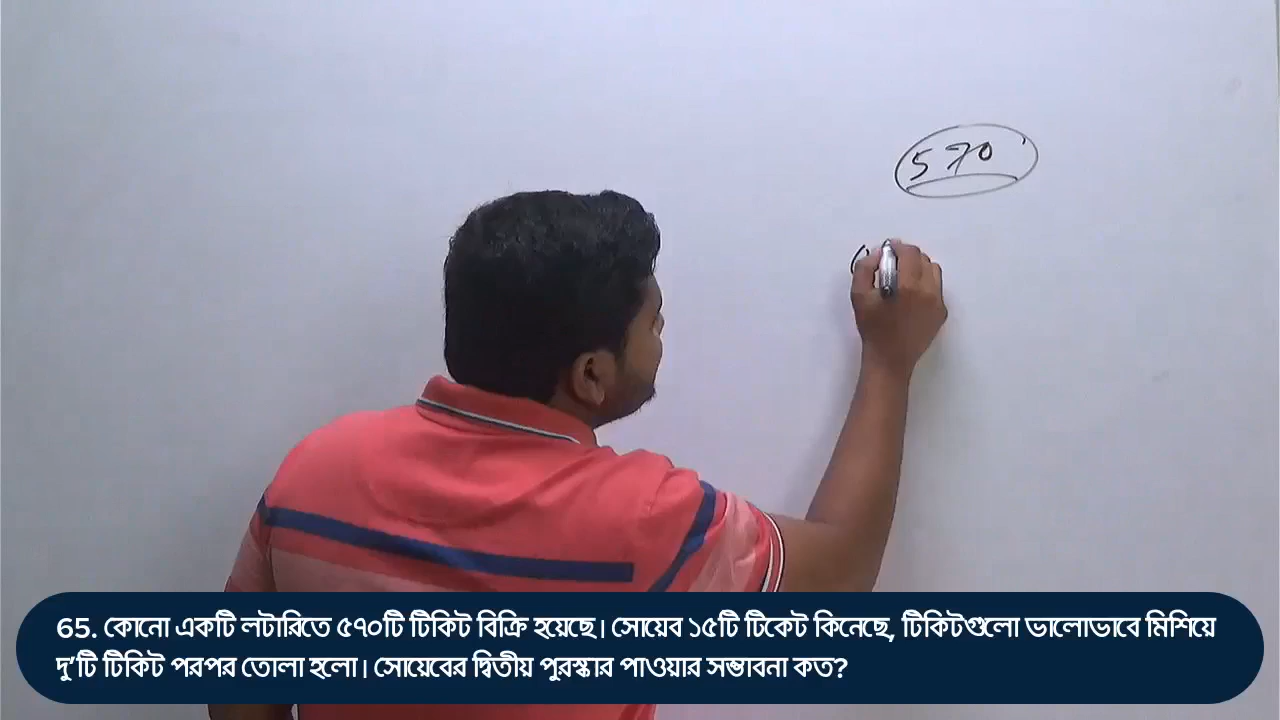 570
65. কোনো একটি লটারিতে ৫৭০টি টিকিট বিক্রি হয়েছে। সোয়েব ১৫টি টিকেট কিনেছে, টিকিটগুলো ভালোভাবে মিশিয়ে
দু'টি টিকিট পরপর তোলা হলো। সোয়েবের দ্বিতীয় পুরস্কার পাওয়ার সম্ভাবনা কত?